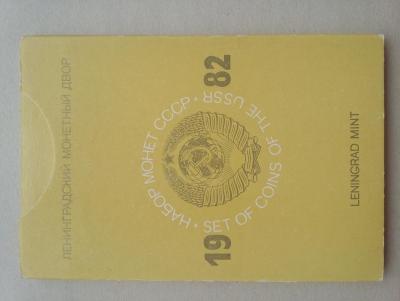 ЛЕНИНГРАДСКИЙ МОНЕТНЫЙ ДВОР
НАБОР МОНЕТ СССР · SET OF COINS OF THE USSR ·
19 82
LENINGRAD MINT